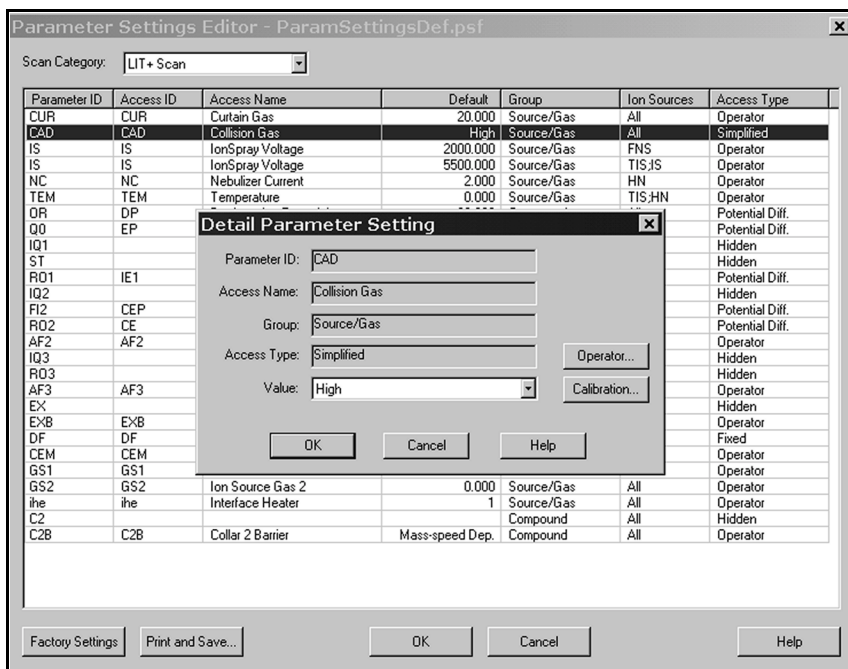 Parameter Settings Editor - ParamSettingsDef.psf
Scan Category: LIT+ Scan
Parameter ID Access ID Access Name Default Group Ion Sources Access Type
CUR CUR Curtain Gas 20.000 Source/Gas All Operator
CAD CAD Collision Gas High Source/Gas All Simplified
IS IS IonSpray Voltage 2000.000 Source/Gas FNS Operator
IS IS IonSpray Voltage 5500.000 Source/Gas TIS;IS Operator
NC NC Nebulizer Current 2.000 Source/Gas HN Operator
TEM TEM Temperature 0.000 Source/Gas TIS;HN Operator
OR DP Potential Diff.
Q0 EP Potential Diff.
IQ1 Hidden
ST Hidden
RO1 IE1 Potential Diff.
IQ2 Hidden
FI2 CEP Potential Diff.
RO2 CE Potential Diff.
AF2 AF2 Operator
IQ3 Hidden
RO3 Hidden
AF3 AF3 Operator
EX Hidden
EXB EXB Operator
DF DF Fixed
CEM CEM Operator
GS1 GS1 Operator
GS2 GS2 Ion Source Gas 2 0.000 Source/Gas All Operator
ihe ihe Interface Heater 1 Source/Gas All Operator
C2 Compound All Hidden
C2B C2B Collar 2 Barrier Mass-speed Dep. Compound All Operator
Detail Parameter Setting
Parameter ID: CAD
Access Name: Collision Gas
Group: Source/Gas
Access Type: Simplified Operator...
Value: High Calibration...
OK Cancel Help
Factory Settings Print and Save... OK Cancel Help